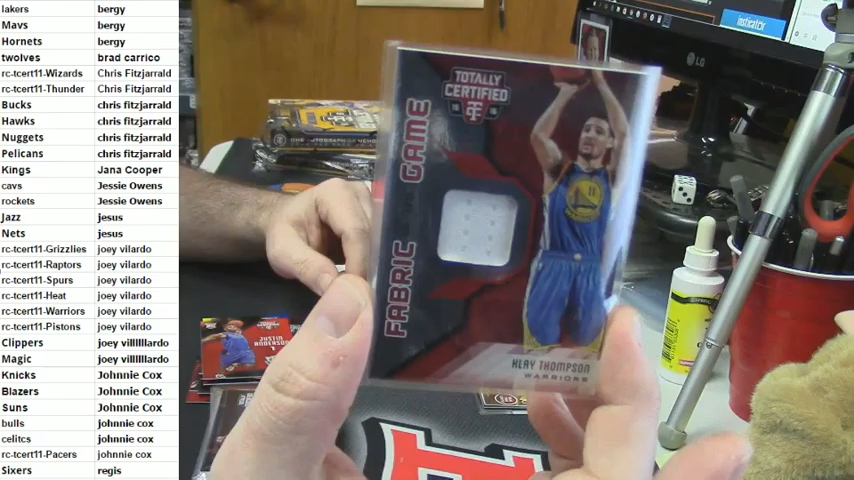 lakers bergy
Mavs bergy
Hornets bergy
twolves brad carrico
rc-tcert11-Wizards Chris Fitzjarrald
rc-tcert11-Thunder Chris Fitzjarrald
Bucks chris fitzjarrald
Hawks chris fitzjarrald
Nuggets chris fitzjarrald
Pelicans chris fitzjarrald
Kings Jana Cooper
cavs Jessie Owens
rockets Jessie Owens
Jazz jesus
Nets jesus
rc-tcert11-Grizzlies joey vilardo
rc-tcert11-Raptors joey vilardo
rc-tcert11-Spurs joey vilardo
rc-tcert11-Heat joey vilardo
rc-tcert11-Warriors joey vilardo
rc-tcert11-Pistons joey vilardo
Clippers joey villlllllardo
Magic joey villlllllardo
Knicks Johnnie Cox
Blazers Johnnie Cox
Suns Johnnie Cox
bulls johnnie cox
celitcs johnnie cox
rc-tcert11-Pacers johnnie cox
Sixers regis
TOTALLY
CERTIFIED
FABRIC GAME
11
KLAY THOMPSON
WARRIORS
JUSTIN
ANDERSON
LG
insticator